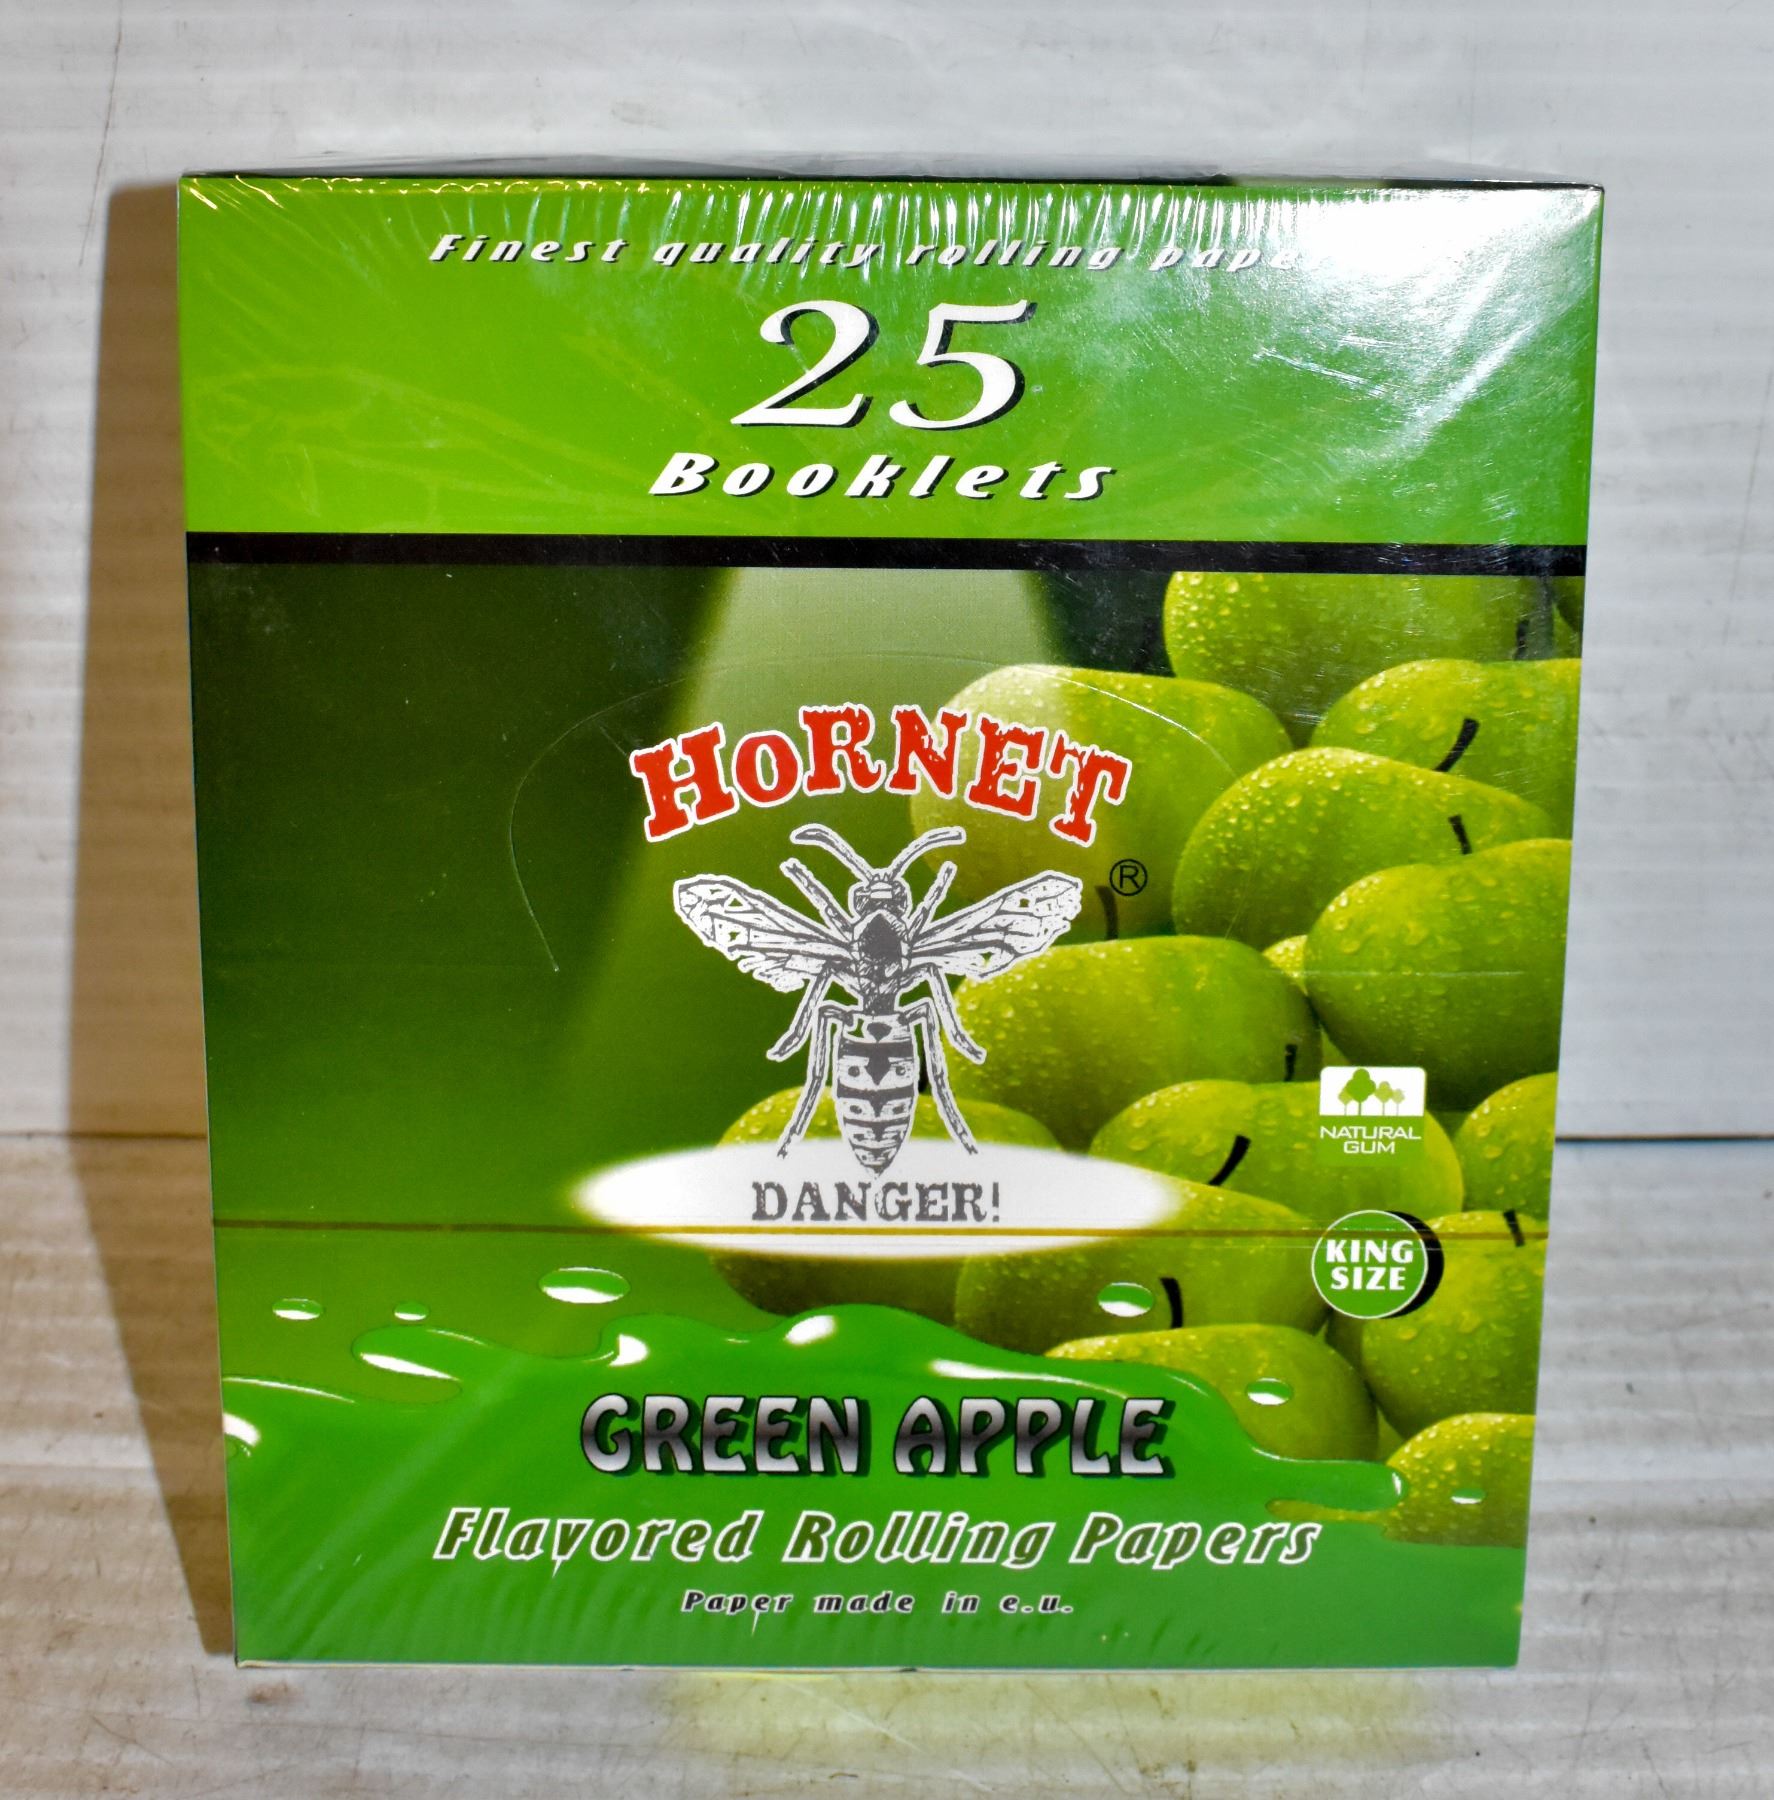 Finest quality rolling
25
Booklets
HORNET
®
DANGER!
NATURAL
GUM
KING
SIZE
GREEN APPLE
Flavored Rolling Papers
Paper made in e.u.